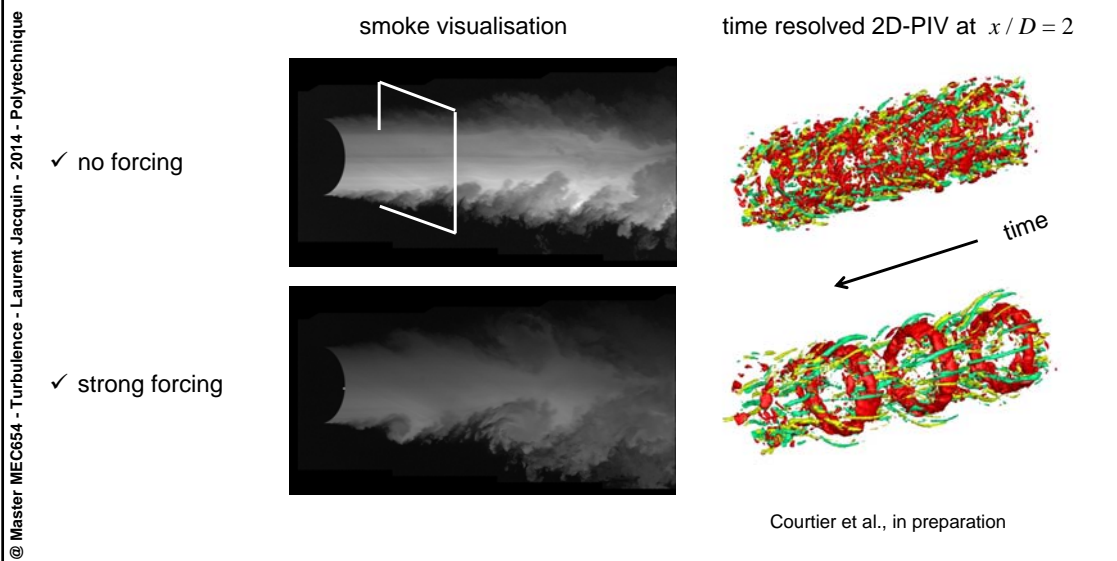 @ Master MEC654 - Turbulence - Laurent Jacquin - 2014 - Polytechnique
smoke visualisation
time resolved 2D-PIV at x / D = 2
✓ no forcing
time
✓ strong forcing
Courtier et al., in preparation